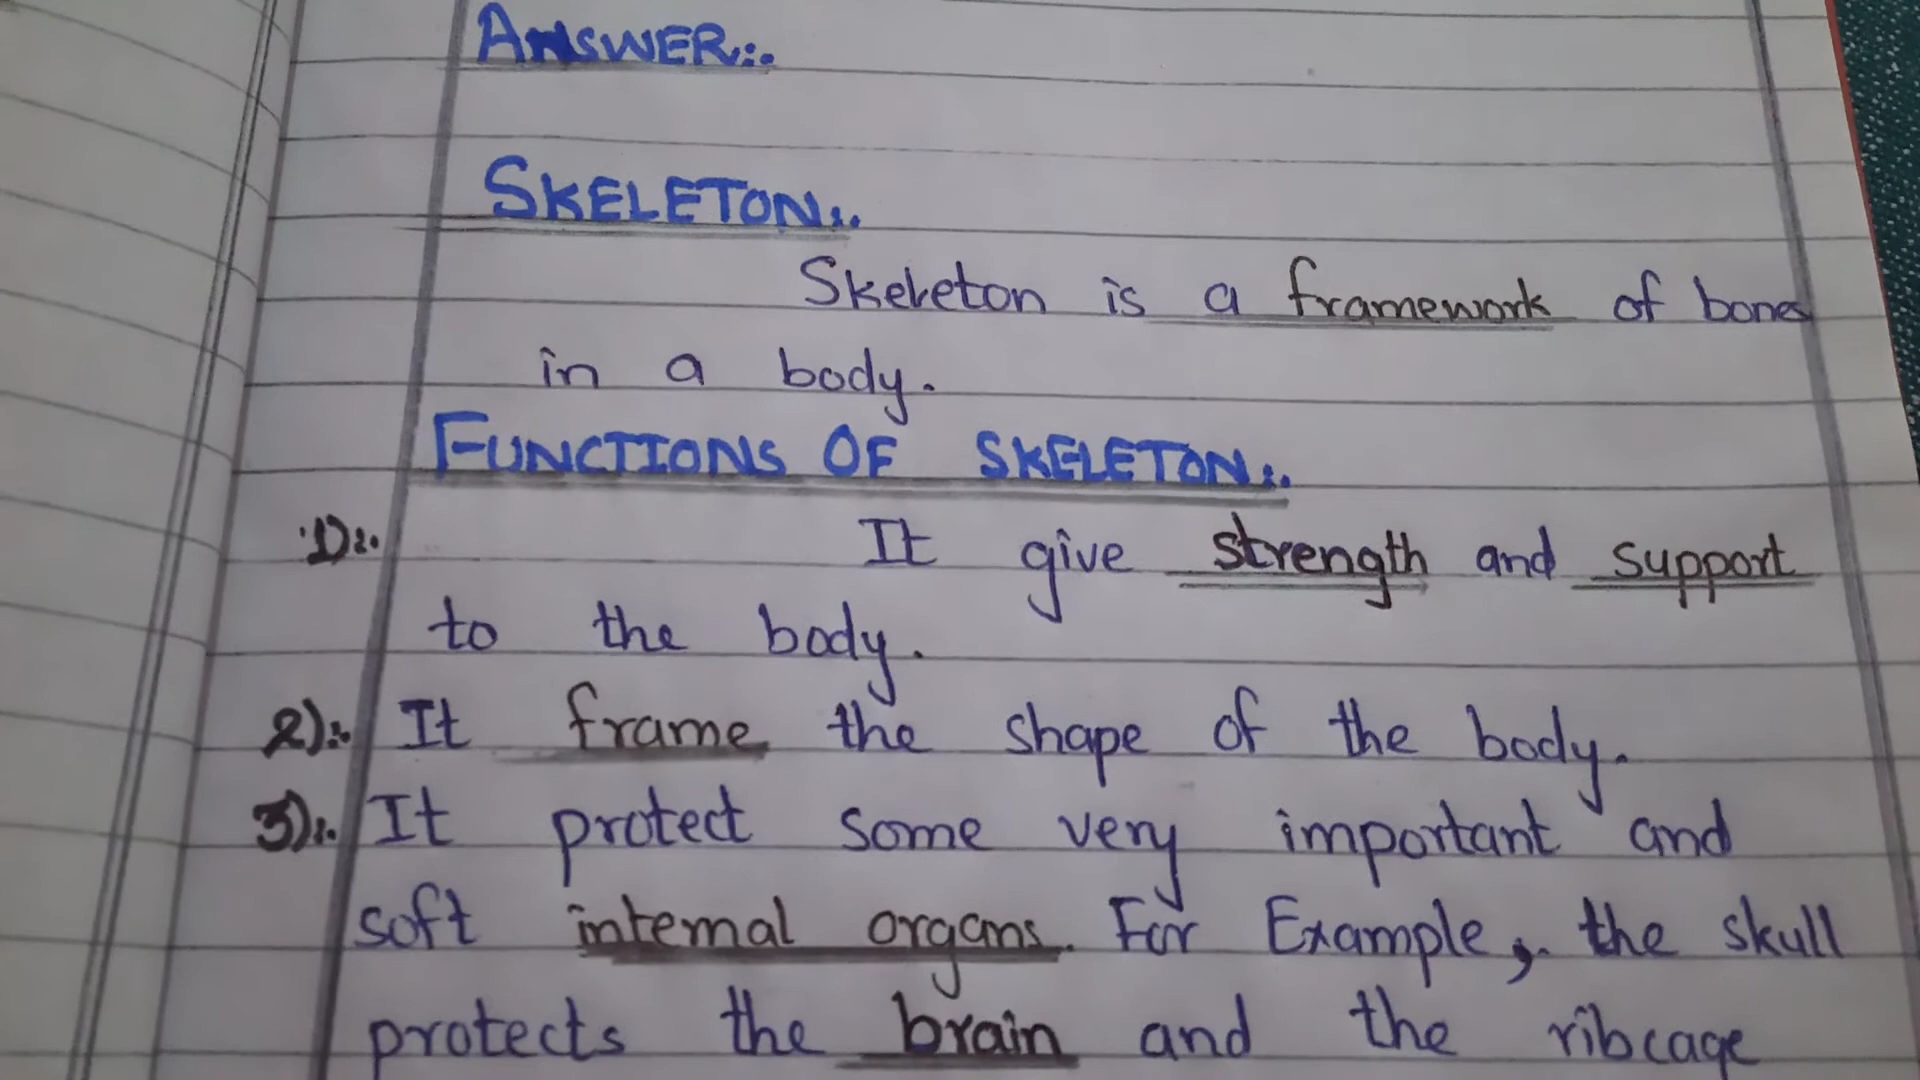 ANSWER:.
SKELETON:.
Skeleton is a framework of bones
in a body.
FUNCTIONS OF SKELETON:.
1):. It give strength and support
to the body.
2):. It frame the shape of the body.
3):. It protect some very important and
soft internal organs. For Example, the skull
protects the brain and the ribcage